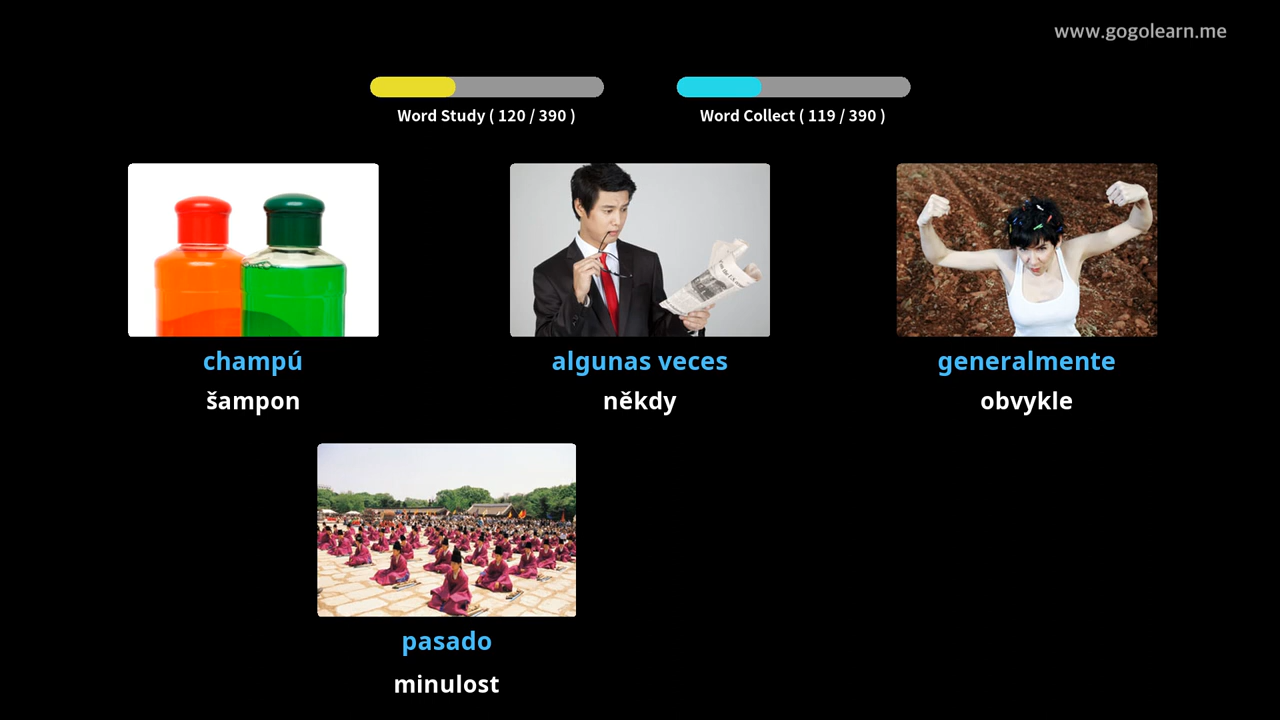 www.gogolearn.me
Word Study ( 120 / 390 )
Word Collect ( 119 / 390 )
champú
algunas veces
generalmente
šampon
někdy
obvykle
pasado
minulost